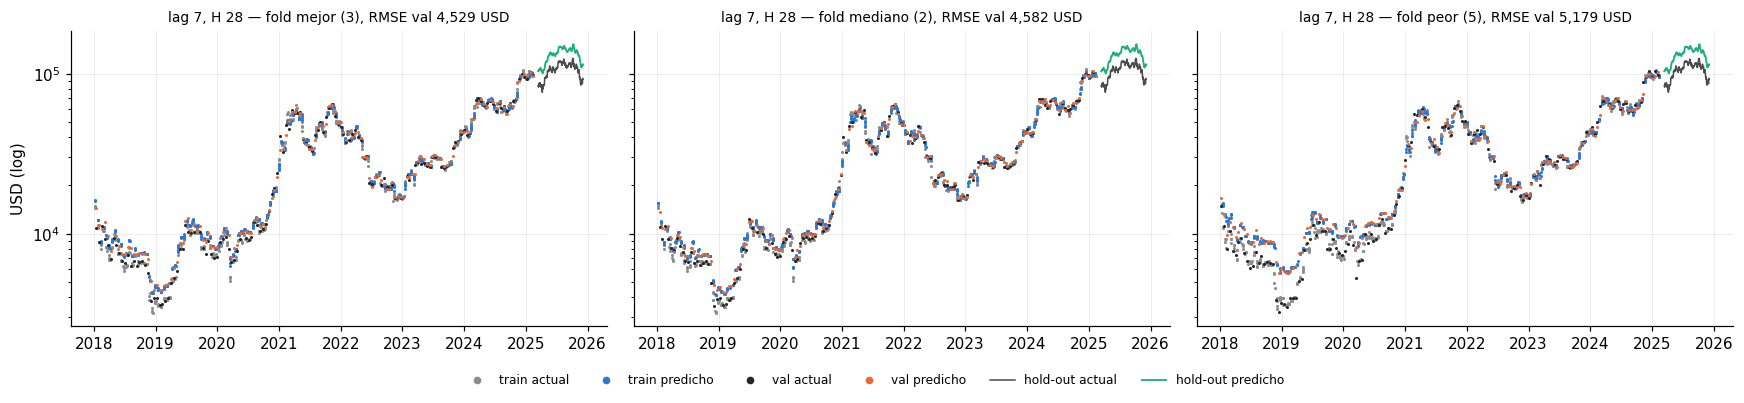 lag 7, H 28 — fold mejor (3), RMSE val 4,529 USD
lag 7, H 28 — fold mediano (2), RMSE val 4,582 USD
lag 7, H 28 — fold peor (5), RMSE val 5,179 USD
USD (log)
10⁵
10⁴
2018 2019 2020 2021 2022 2023 2024 2025 2026
2018 2019 2020 2021 2022 2023 2024 2025 2026
2018 2019 2020 2021 2022 2023 2024 2025 2026
train actual train predicho val actual val predicho hold-out actual hold-out predicho